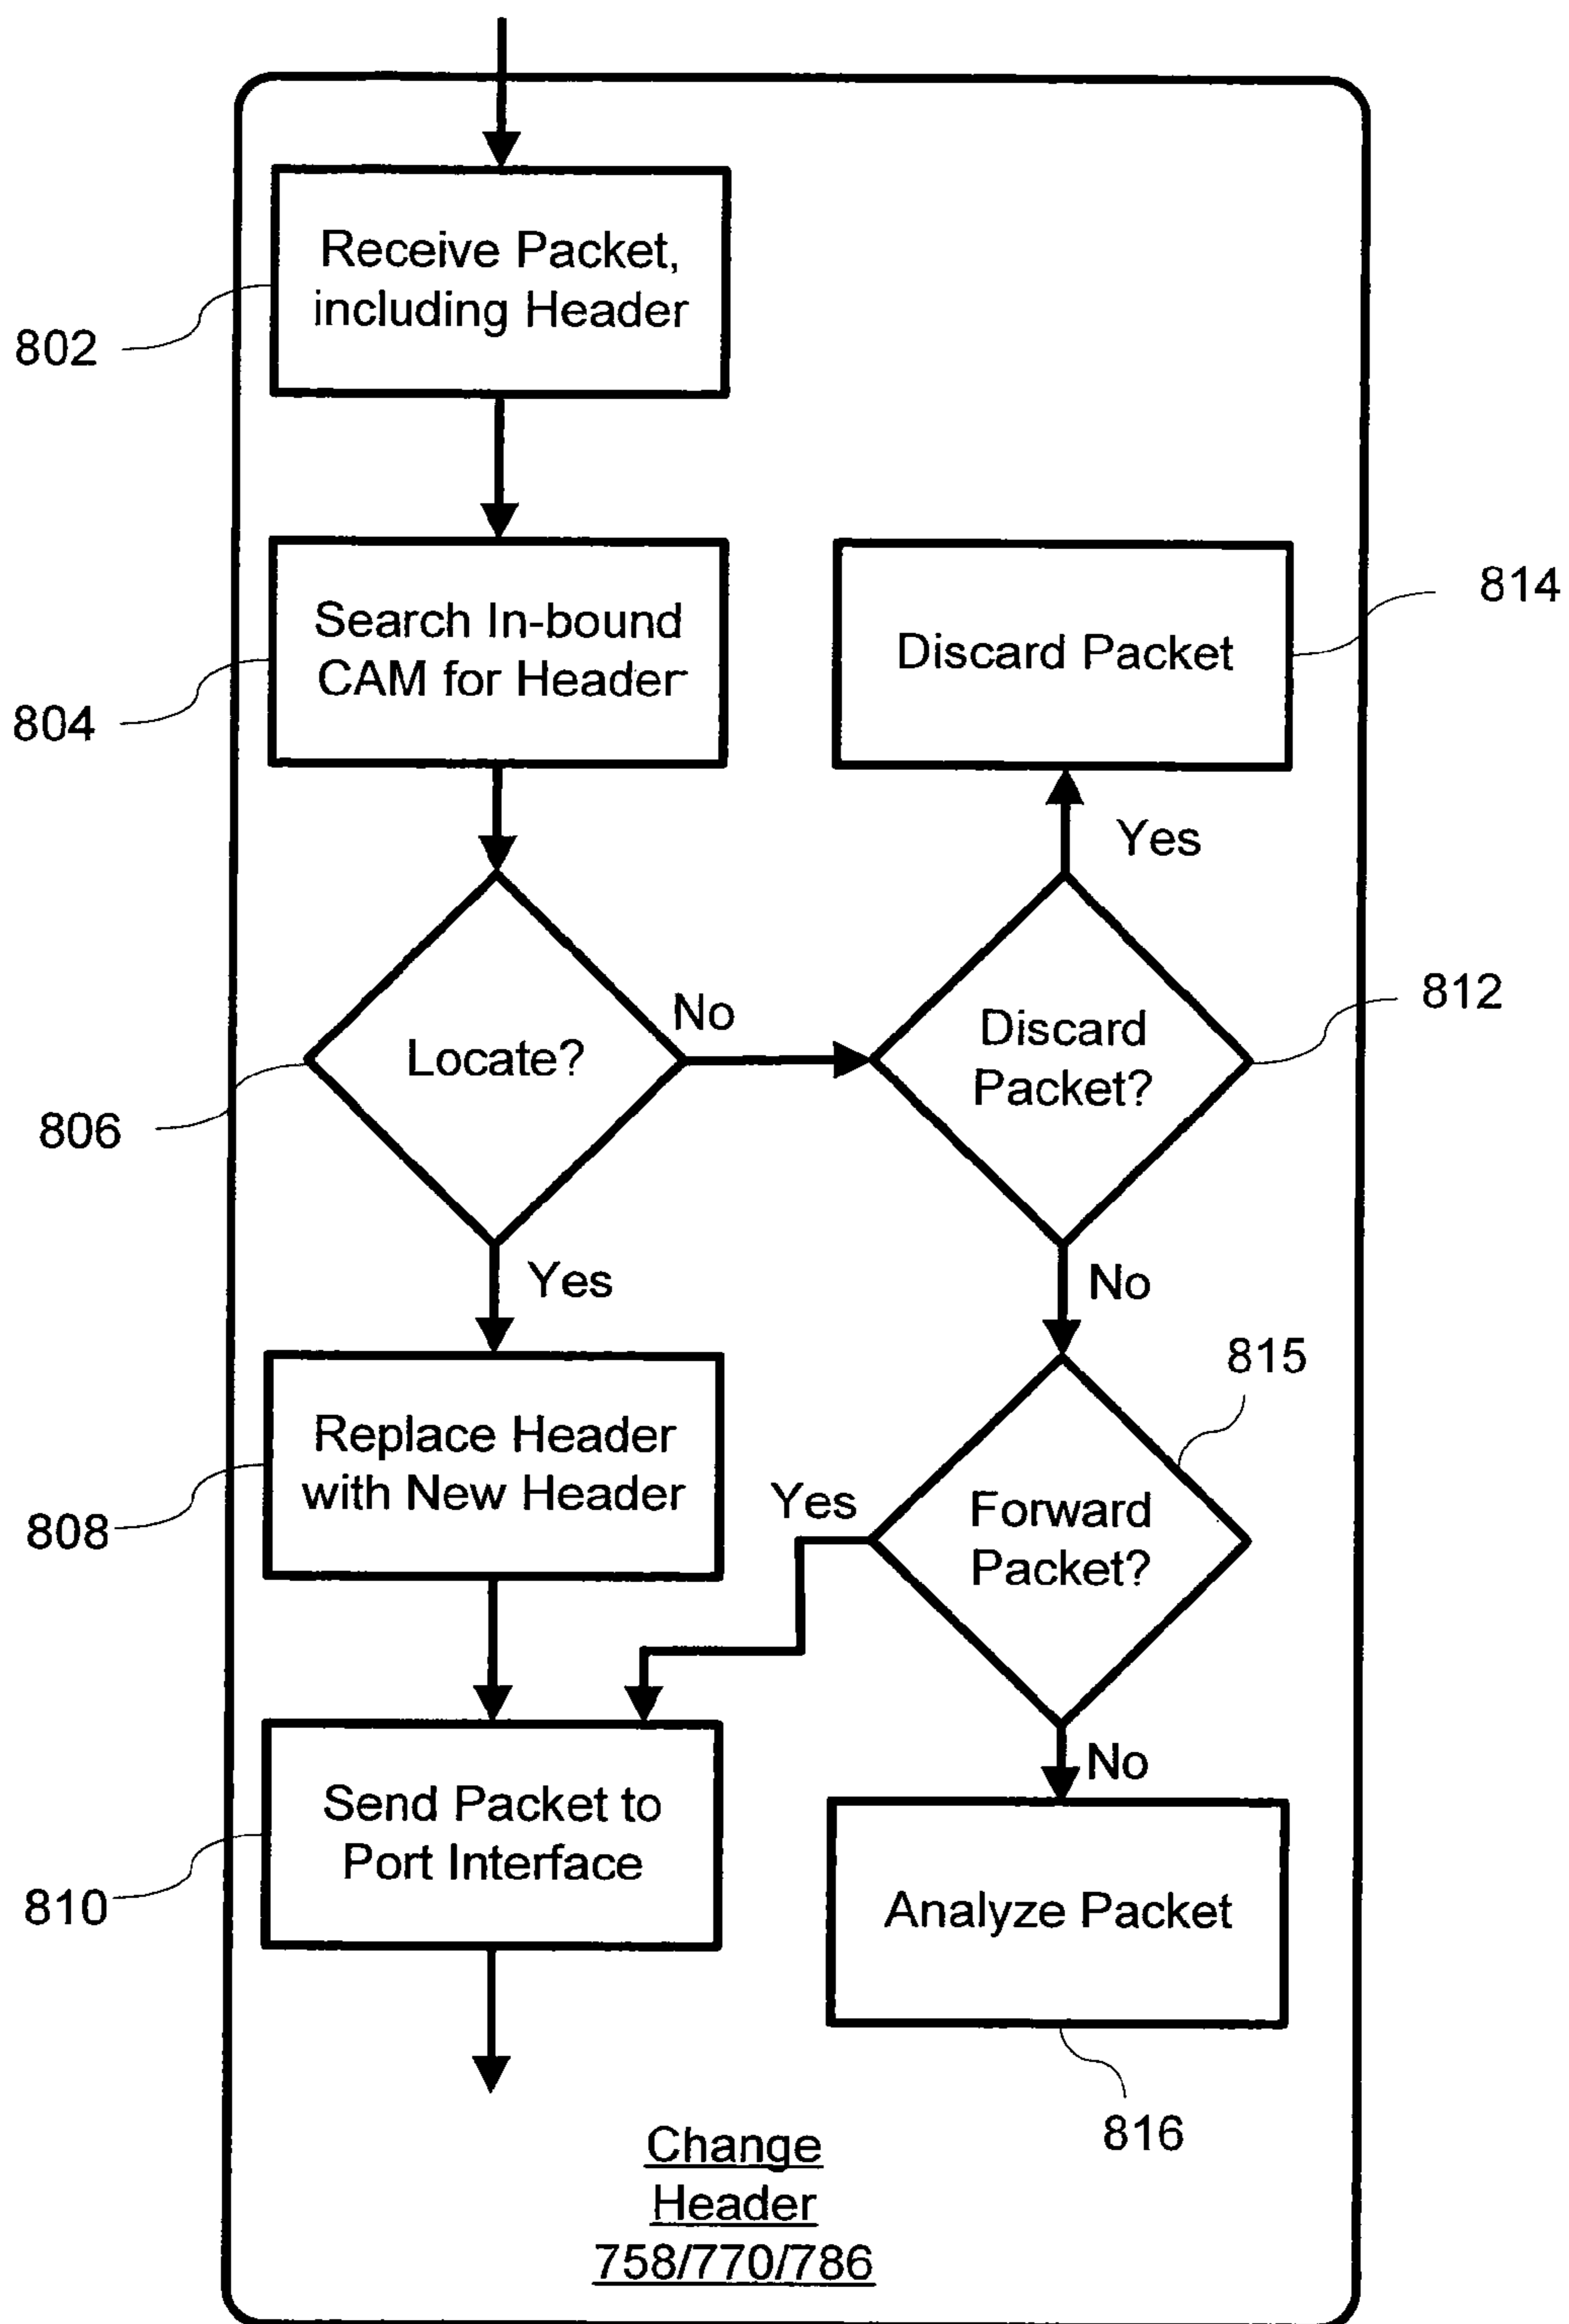 Receive Packet,
including Header
802
Search In-bound
CAM for Header
804
Discard Packet
814
Yes
Locate?
806
No
Discard
Packet?
812
Yes
No
815
Replace Header
with New Header
808
Yes
Forward
Packet?
Send Packet to
Port Interface
810
No
Analyze Packet
816
Change
Header
758/770/786